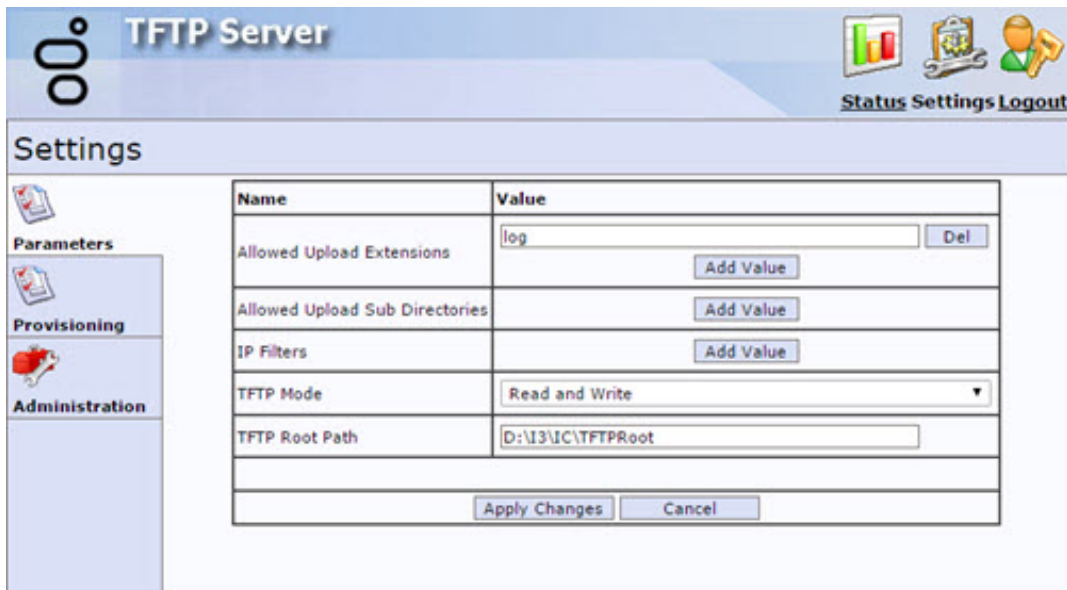 TFTP Server
Status Settings Logout
Settings
Parameters
Provisioning
Administration
Name Value
Allowed Upload Extensions log Del
Add Value
Allowed Upload Sub Directories Add Value
IP Filters Add Value
TFTP Mode Read and Write
TFTP Root Path D:\I3\IC\TFTPRoot
Apply Changes Cancel